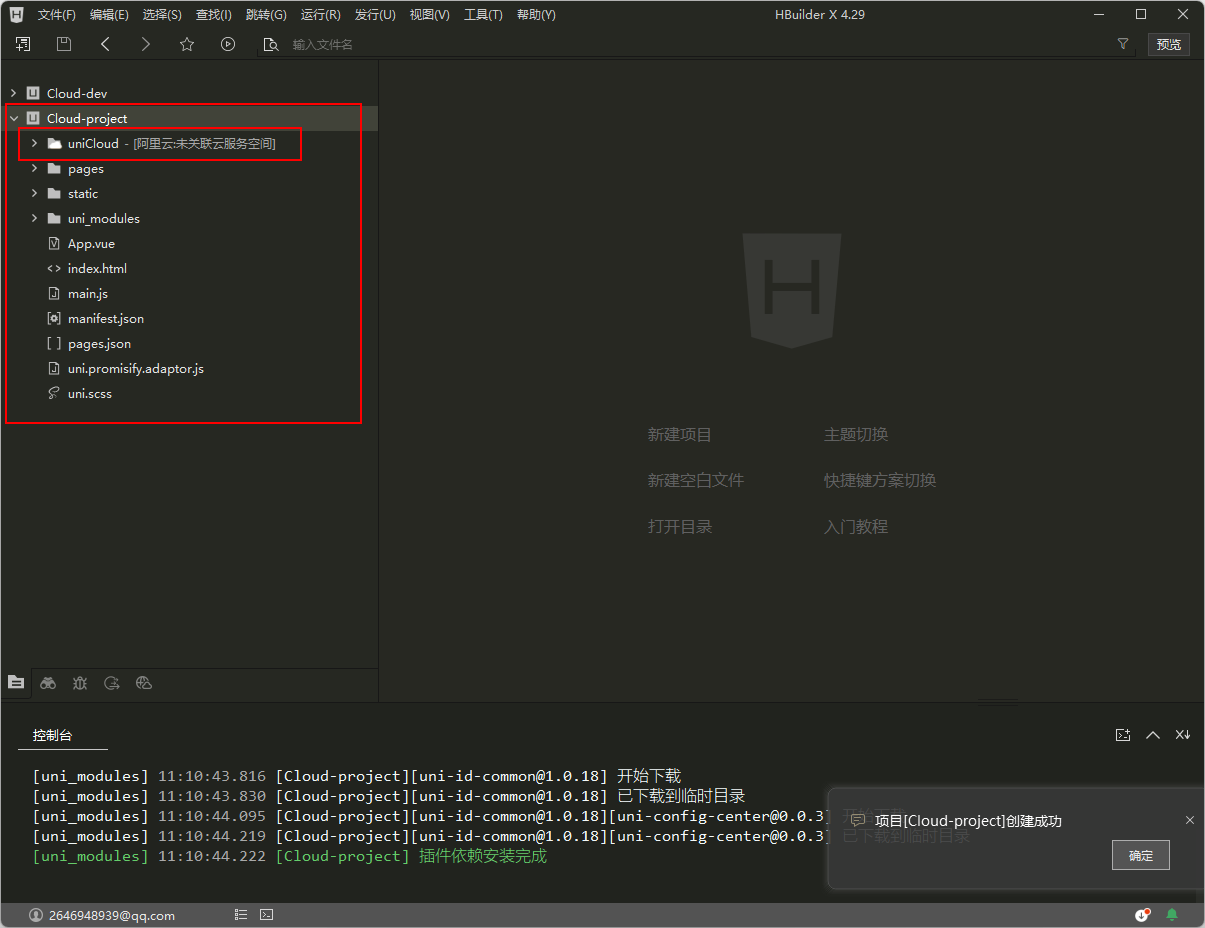 文件(F) 编辑(E) 选择(S) 查找(I) 跳转(G) 运行(R) 发行(U) 视图(V) 工具(T) 帮助(Y) HBuilder X 4.29
输入文件名 预览
Cloud-dev
Cloud-project
uniCloud - [阿里云:未关联云服务空间]
pages
static
uni_modules
App.vue
index.html
main.js
manifest.json
pages.json
uni.promisify.adaptor.js
uni.scss
H
新建项目 主题切换
新建空白文件 快捷键方案切换
打开目录 入门教程
控制台
[uni_modules] 11:10:43.816 [Cloud-project][uni-id-common@1.0.18] 开始下载
[uni_modules] 11:10:43.830 [Cloud-project][uni-id-common@1.0.18] 已下载到临时目录
[uni_modules] 11:10:44.095 [Cloud-project][uni-id-common@1.0.18][uni-config-center@0.0.3] 开始下载
[uni_modules] 11:10:44.219 [Cloud-project][uni-id-common@1.0.18][uni-config-center@0.0.3] 已下载到临时目录
[uni_modules] 11:10:44.222 [Cloud-project] 插件依赖安装完成
项目[Cloud-project]创建成功
确定
2646948939@qq.com